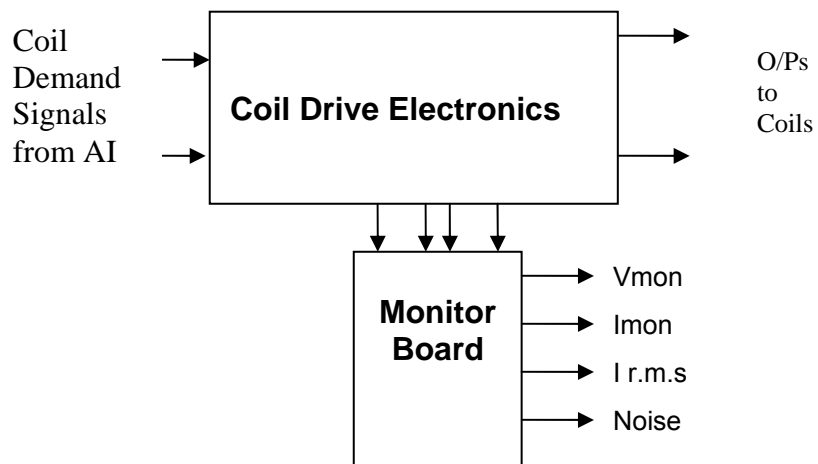 Coil
Demand
Signals
from AI
Coil Drive Electronics
O/Ps
to
Coils
Monitor
Board
Vmon
Imon
I r.m.s
Noise